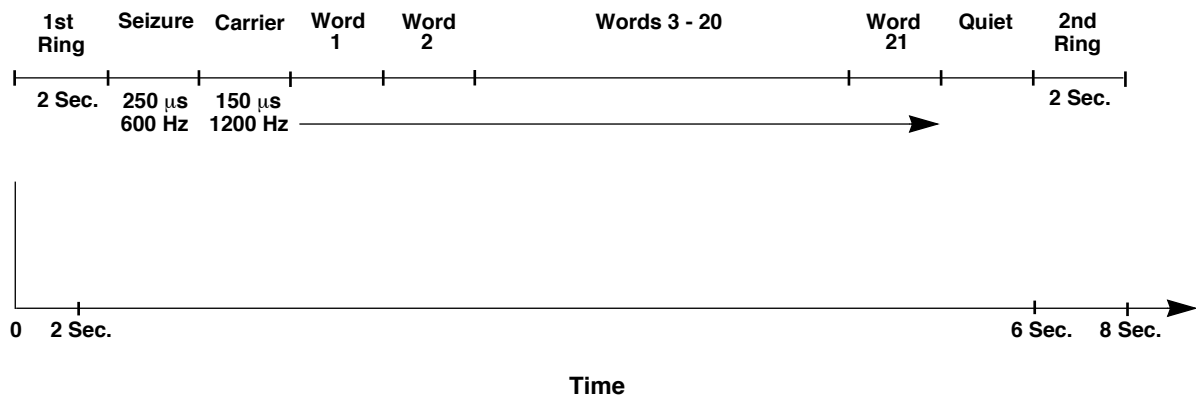 1st Ring Seizure Carrier Word 1 Word 2 Words 3 - 20 Word 21 Quiet 2nd Ring
2 Sec. 250 μs 150 μs 2 Sec.
600 Hz 1200 Hz
0 2 Sec. 6 Sec. 8 Sec.
Time